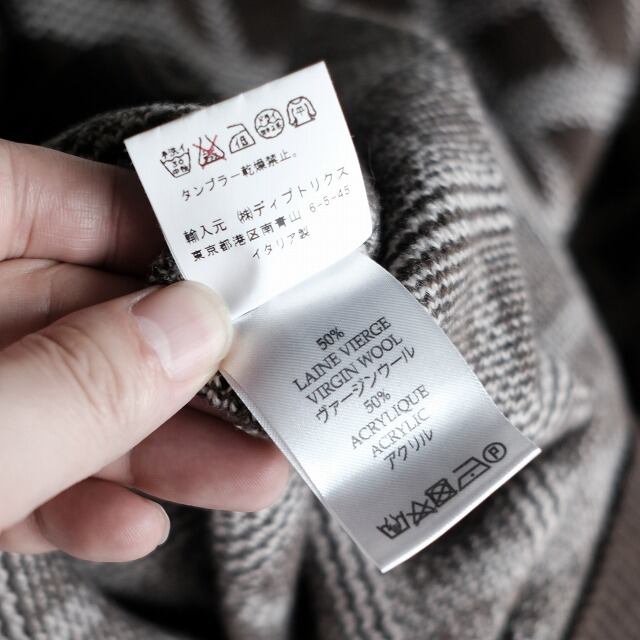 タンブラー乾燥禁止。
輸入元 ㈱ディプトリクス
東京都港区南青山 6-5-45
イタリア製
50%
LAINE VIERGE
VIRGIN WOOL
ヴァージンウール
50%
ACRYLIQUE
ACRYLIC
アクリル
P